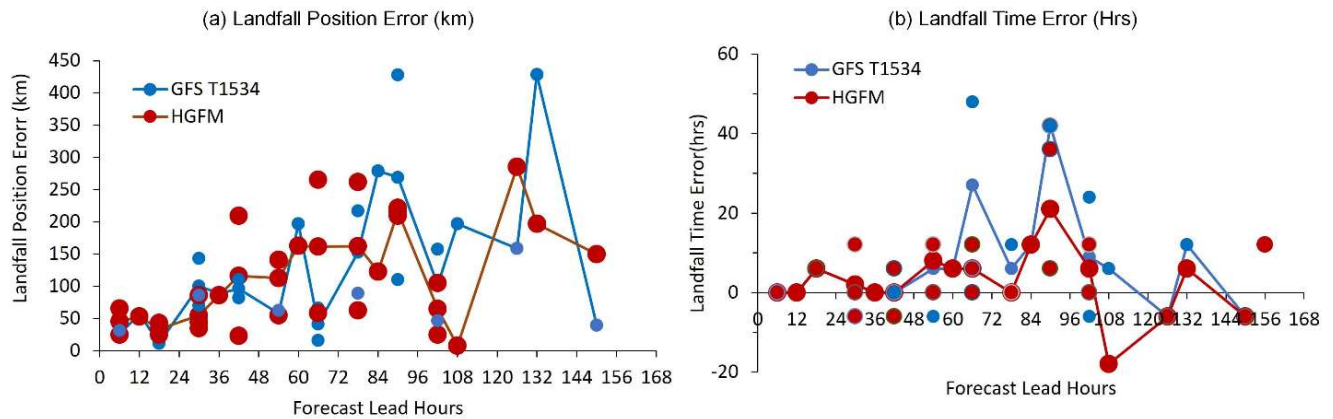 (a) Landfall Position Error (km)
450
400
350
300
250
200
150
100
50
0
Landfall Position Erorr (km)
GFS T1534
HGFM
0 12 24 36 48 60 72 84 96 108 120 132 144 156 168
Forecast Lead Hours
(b) Landfall Time Error (Hrs)
60
40
20
0
-20
Landfall Time Error(hrs)
GFS T1534
HGFM
0 12 24 36 48 60 72 84 96 108 120 132 144 156 168
Forecast Lead Hours